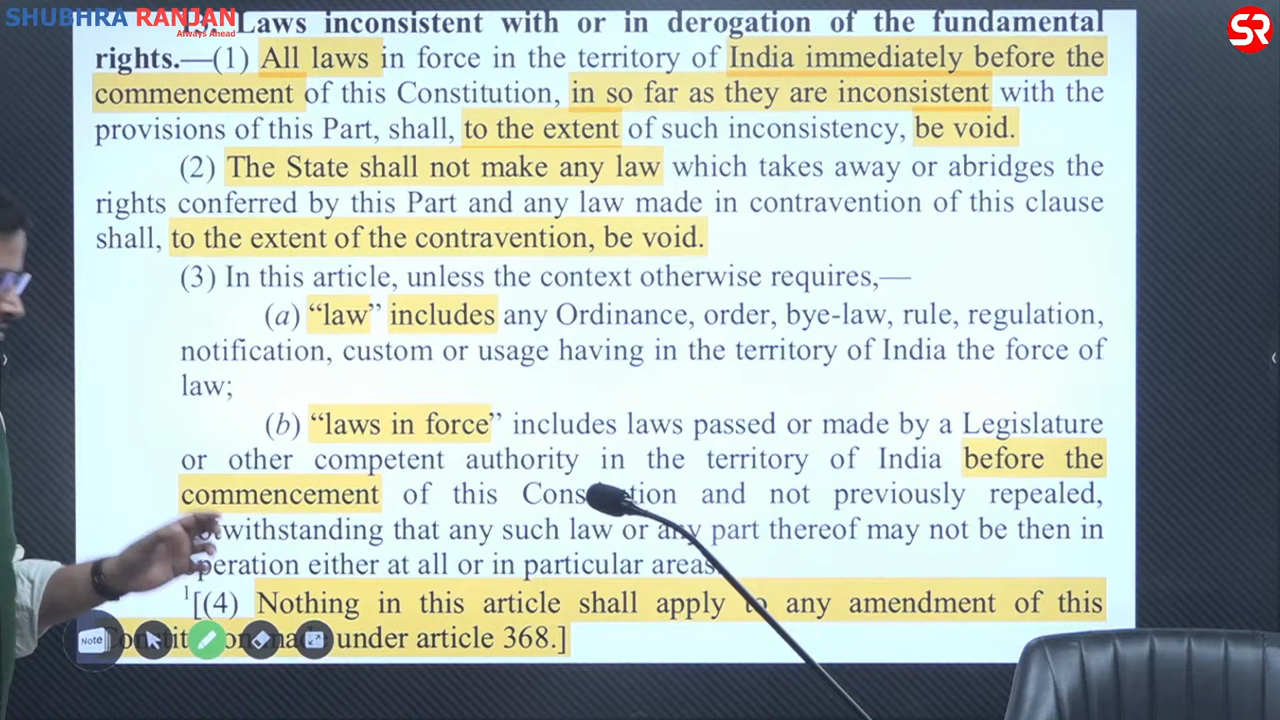 SHUBHRA RANJAN
Always Ahead
SR
Laws inconsistent with or in derogation of the fundamental
rights.—(1) All laws in force in the territory of India immediately before the
commencement of this Constitution, in so far as they are inconsistent with the
provisions of this Part, shall, to the extent of such inconsistency, be void.
(2) The State shall not make any law which takes away or abridges the
rights conferred by this Part and any law made in contravention of this clause
shall, to the extent of the contravention, be void.
(3) In this article, unless the context otherwise requires,—
(a) “law” includes any Ordinance, order, bye-law, rule, regulation,
notification, custom or usage having in the territory of India the force of
law;
(b) “laws in force” includes laws passed or made by a Legislature
or other competent authority in the territory of India before the
commencement of this and not previously repealed,
that any such law or any part thereof may not be then in
either at all or in particular areas
1[(4) Nothing in this article shall apply to any amendment of this
under article 368.]
Note